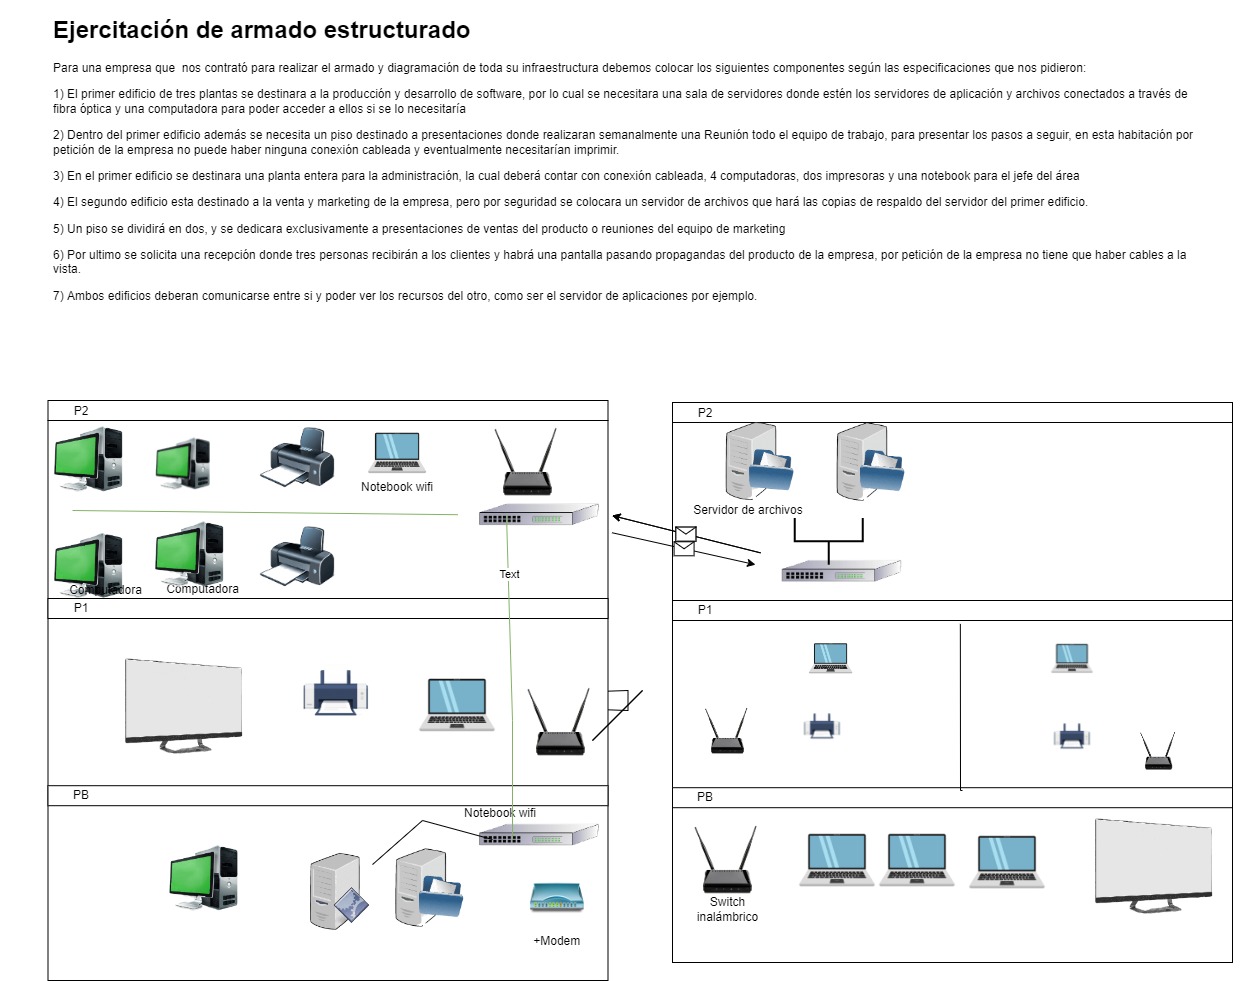 Ejercitación de armado estructurado
Para una empresa que  nos contrató para realizar el armado y diagramación de toda su infraestructura debemos colocar los siguientes componentes según las especificaciones que nos pidieron:
1) El primer edificio de tres plantas se destinara a la producción y desarrollo de software, por lo cual se necesitara una sala de servidores donde estén los servidores de aplicación y archivos conectados a través de
fibra óptica y una computadora para poder acceder a ellos si se lo necesitaría
2) Dentro del primer edificio además se necesita un piso destinado a presentaciones donde realizaran semanalmente una Reunión todo el equipo de trabajo, para presentar los pasos a seguir, en esta habitación por
petición de la empresa no puede haber ninguna conexión cableada y eventualmente necesitarían imprimir.
3) En el primer edificio se destinara una planta entera para la administración, la cual deberá contar con conexión cableada, 4 computadoras, dos impresoras y una notebook para el jefe del área
4) El segundo edificio esta destinado a la venta y marketing de la empresa, pero por seguridad se colocara un servidor de archivos que hará las copias de respaldo del servidor del primer edificio.
5) Un piso se dividirá en dos, y se dedicara exclusivamente a presentaciones de ventas del producto o reuniones del equipo de marketing
6) Por ultimo se solicita una recepción donde tres personas recibirán a los clientes y habrá una pantalla pasando propagandas del producto de la empresa, por petición de la empresa no tiene que haber cables a la
vista.
7) Ambos edificios deberan comunicarse entre si y poder ver los recursos del otro, como ser el servidor de aplicaciones por ejemplo.
P2
Notebook wifi
Text
Computadora
Computadora
P1
PB
Notebook wifi
+Modem
P2
Servidor de archivos
P1
PB
Switch
inalámbrico